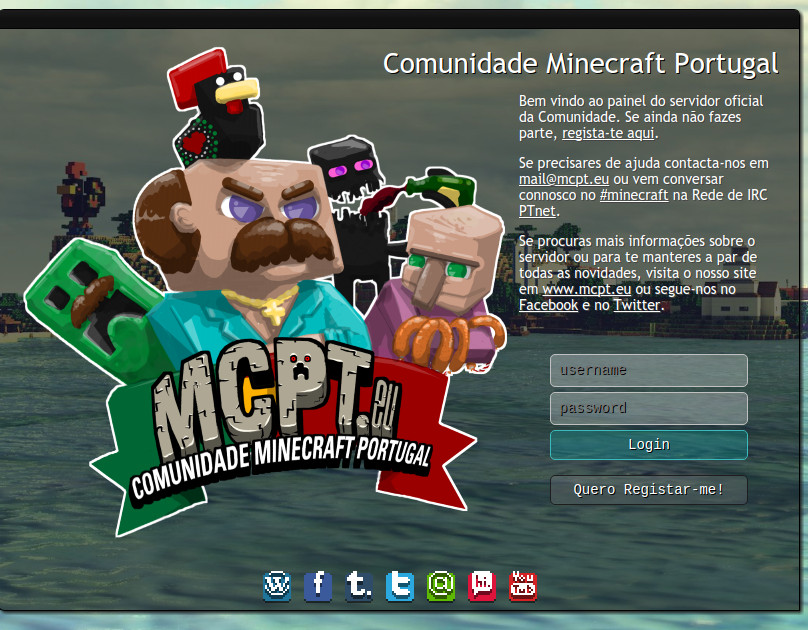 Comunidade Minecraft Portugal
Bem vindo ao painel do servidor oficial
da Comunidade. Se ainda não fazes
parte, regista-te aqui.
Se precisares de ajuda contacta-nos em
mail@mcpt.eu ou vem conversar
connosco no #minecraft na Rede de IRC
PTnet.
Se procuras mais informações sobre o
servidor ou para te manteres a par de
todas as novidades, visita o nosso site
em www.mcpt.eu ou segue-nos no
Facebook e no Twitter.
MCPT.eu
COMUNIDADE MINECRAFT PORTUGAL
username
password
Login
Quero Registar-me!
W f t. t @ hi. You Tub